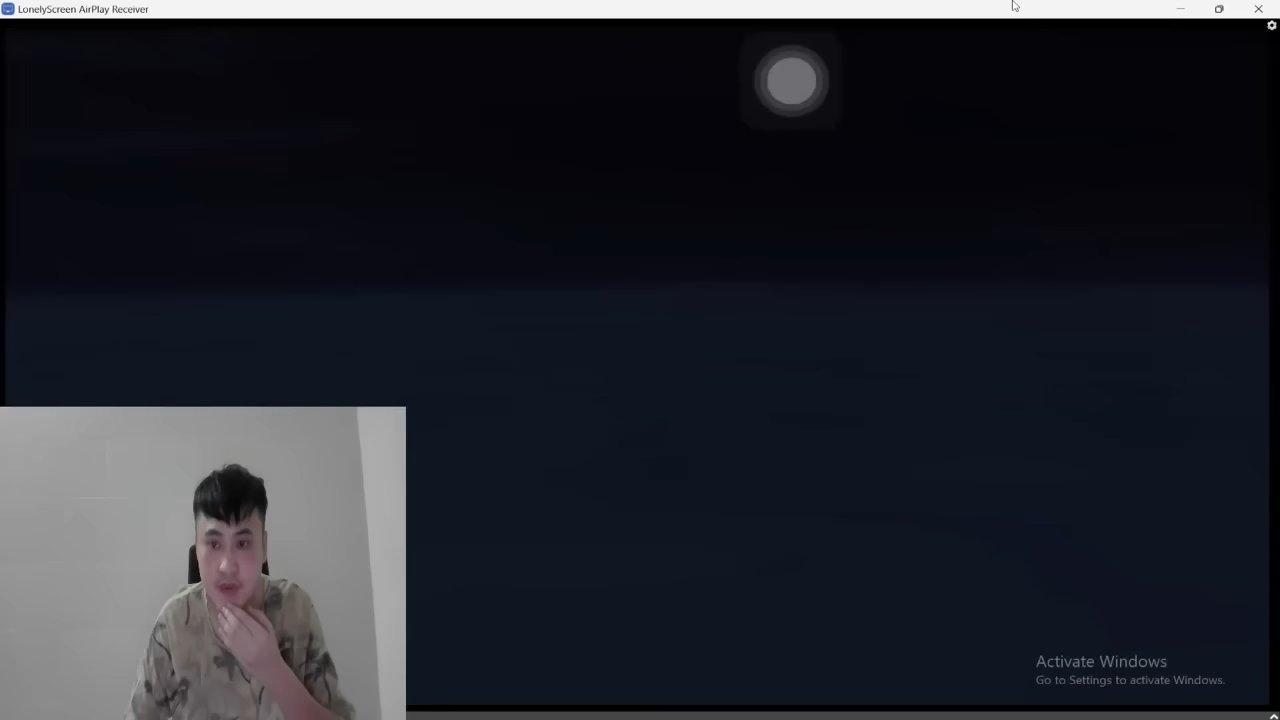 LonelyScreen AirPlay Receiver
Activate Windows
Go to Settings to activate Windows.